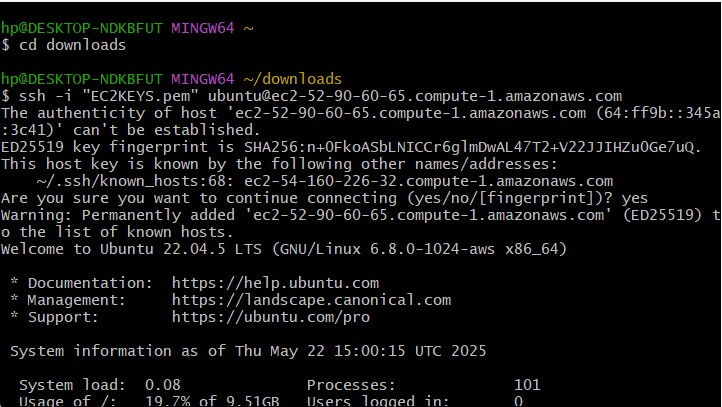 hp@DESKTOP-NDKBFUT MINGW64 ~
$ cd downloads
hp@DESKTOP-NDKBFUT MINGW64 ~/downloads
$ ssh -i "EC2KEYS.pem" ubuntu@ec2-52-90-60-65.compute-1.amazonaws.com
The authenticity of host 'ec2-52-90-60-65.compute-1.amazonaws.com (64:ff9b::345a
:3c41)' can't be established.
ED25519 key fingerprint is SHA256:n+0FkoASbLNICCr6glmDwAL47T2+V22JJIHZu0Ge7uQ.
This host key is known by the following other names/addresses:
    ~/.ssh/known_hosts:68: ec2-54-160-226-32.compute-1.amazonaws.com
Are you sure you want to continue connecting (yes/no/[fingerprint])? yes
Warning: Permanently added 'ec2-52-90-60-65.compute-1.amazonaws.com' (ED25519) t
o the list of known hosts.
Welcome to Ubuntu 22.04.5 LTS (GNU/Linux 6.8.0-1024-aws x86_64)
 * Documentation:  https://help.ubuntu.com
 * Management:     https://landscape.canonical.com
 * Support:        https://ubuntu.com/pro
 System information as of Thu May 22 15:00:15 UTC 2025
  System load:  0.08              Processes:             101
  Usage of /:   19.7% of 9.51GB   Users logged in:       0